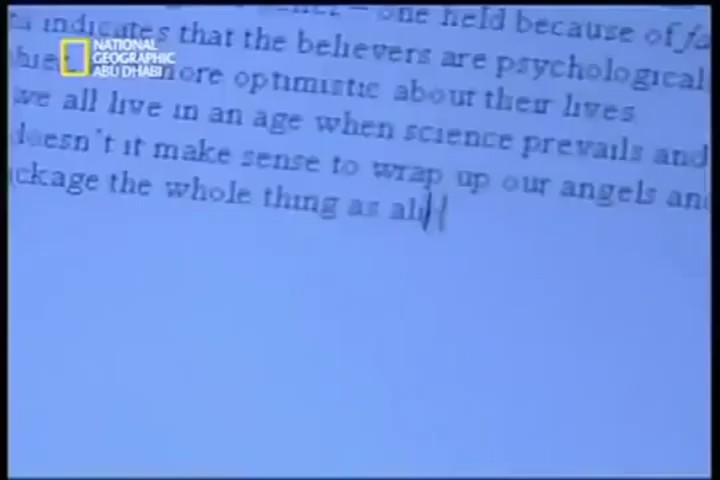 one held because of
indicates that the believers are psychological
more optimistic about their lives
we all live in an age when science prevails and
doesn't it make sense to wrap up our angels and
the whole thing as
NATIONAL
GEOGRAPHIC
ABU DHABI